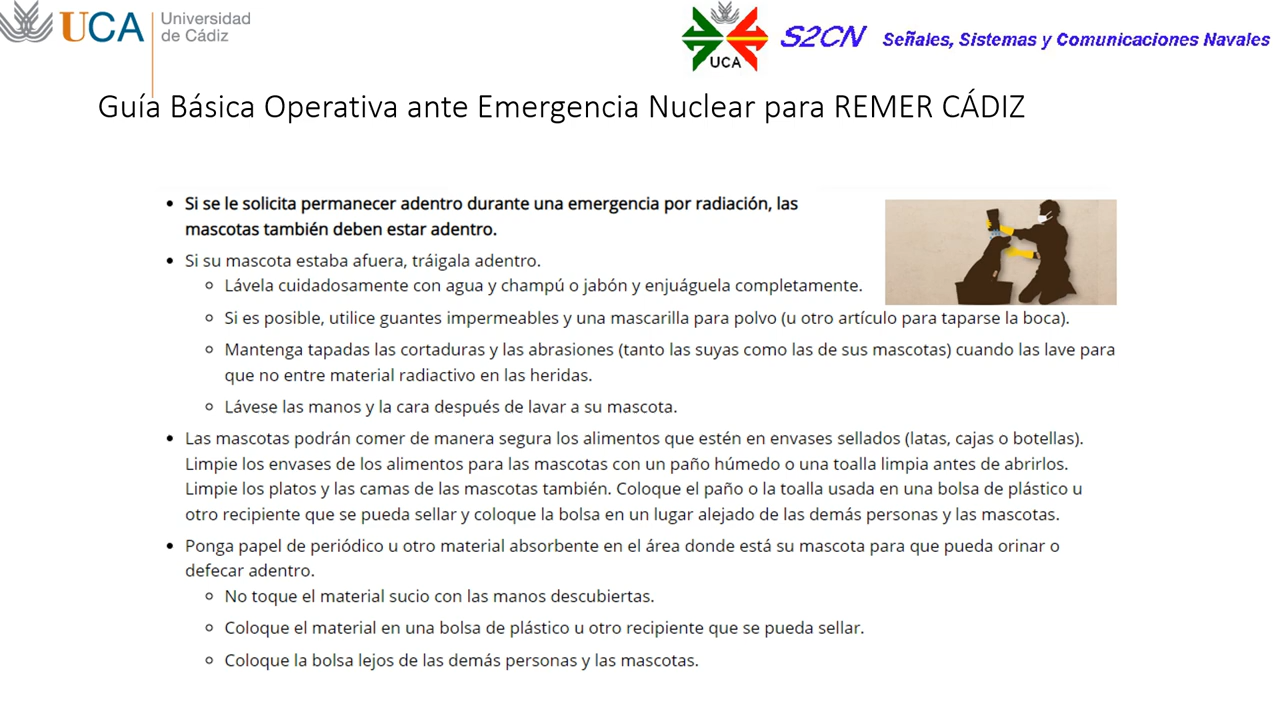 UCA
Universidad
de Cádiz
UCA
S2CN
Señales, Sistemas y Comunicaciones Navales
Guía Básica Operativa ante Emergencia Nuclear para REMER CÁDIZ
• Si se le solicita permanecer adentro durante una emergencia por radiación, las
mascotas también deben estar adentro.
• Si su mascota estaba afuera, tráigala adentro.
◦ Lávela cuidadosamente con agua y champú o jabón y enjuáguela completamente.
◦ Si es posible, utilice guantes impermeables y una mascarilla para polvo (u otro artículo para taparse la boca).
◦ Mantenga tapadas las cortaduras y las abrasiones (tanto las suyas como las de sus mascotas) cuando las lave para
que no entre material radiactivo en las heridas.
◦ Lávese las manos y la cara después de lavar a su mascota.
• Las mascotas podrán comer de manera segura los alimentos que estén en envases sellados (latas, cajas o botellas).
Limpie los envases de los alimentos para las mascotas con un paño húmedo o una toalla limpia antes de abrirlos.
Limpie los platos y las camas de las mascotas también. Coloque el paño o la toalla usada en una bolsa de plástico u
otro recipiente que se pueda sellar y coloque la bolsa en un lugar alejado de las demás personas y las mascotas.
• Ponga papel de periódico u otro material absorbente en el área donde está su mascota para que pueda orinar o
defecar adentro.
◦ No toque el material sucio con las manos descubiertas.
◦ Coloque el material en una bolsa de plástico u otro recipiente que se pueda sellar.
◦ Coloque la bolsa lejos de las demás personas y las mascotas.